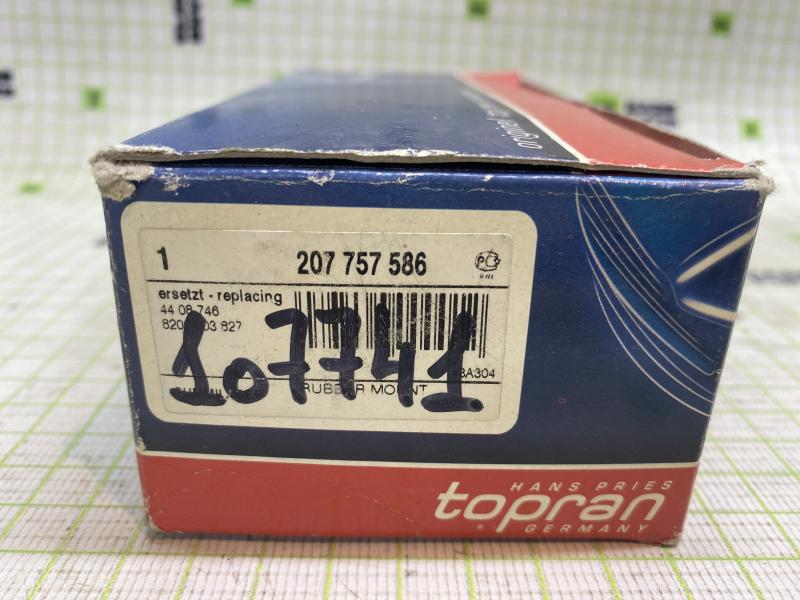 1 207 757 586
ersetzt - replacing
44 08 746
107741
RUBBER MOUNT
HANS PRIES
topran
GERMANY